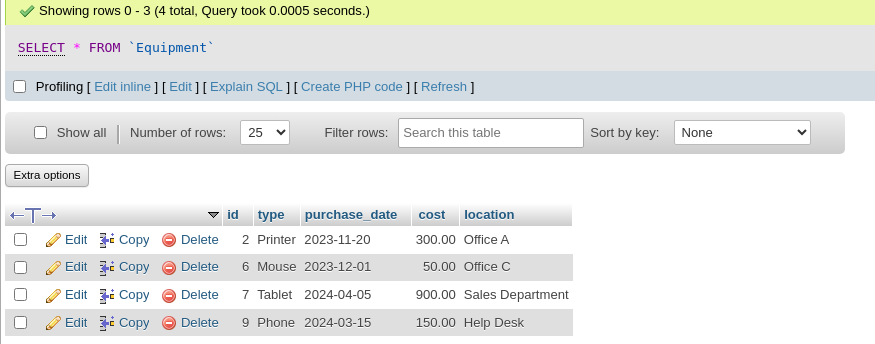 Showing rows 0 - 3 (4 total, Query took 0.0005 seconds.)
SELECT * FROM `Equipment`
Profiling [ Edit inline ] [ Edit ] [ Explain SQL ] [ Create PHP code ] [ Refresh ]
Show all Number of rows: 25 Filter rows: Search this table Sort by key: None
Extra options
←T→ id type purchase_date cost location
Edit Copy Delete 2 Printer 2023-11-20 300.00 Office A
Edit Copy Delete 6 Mouse 2023-12-01 50.00 Office C
Edit Copy Delete 7 Tablet 2024-04-05 900.00 Sales Department
Edit Copy Delete 9 Phone 2024-03-15 150.00 Help Desk